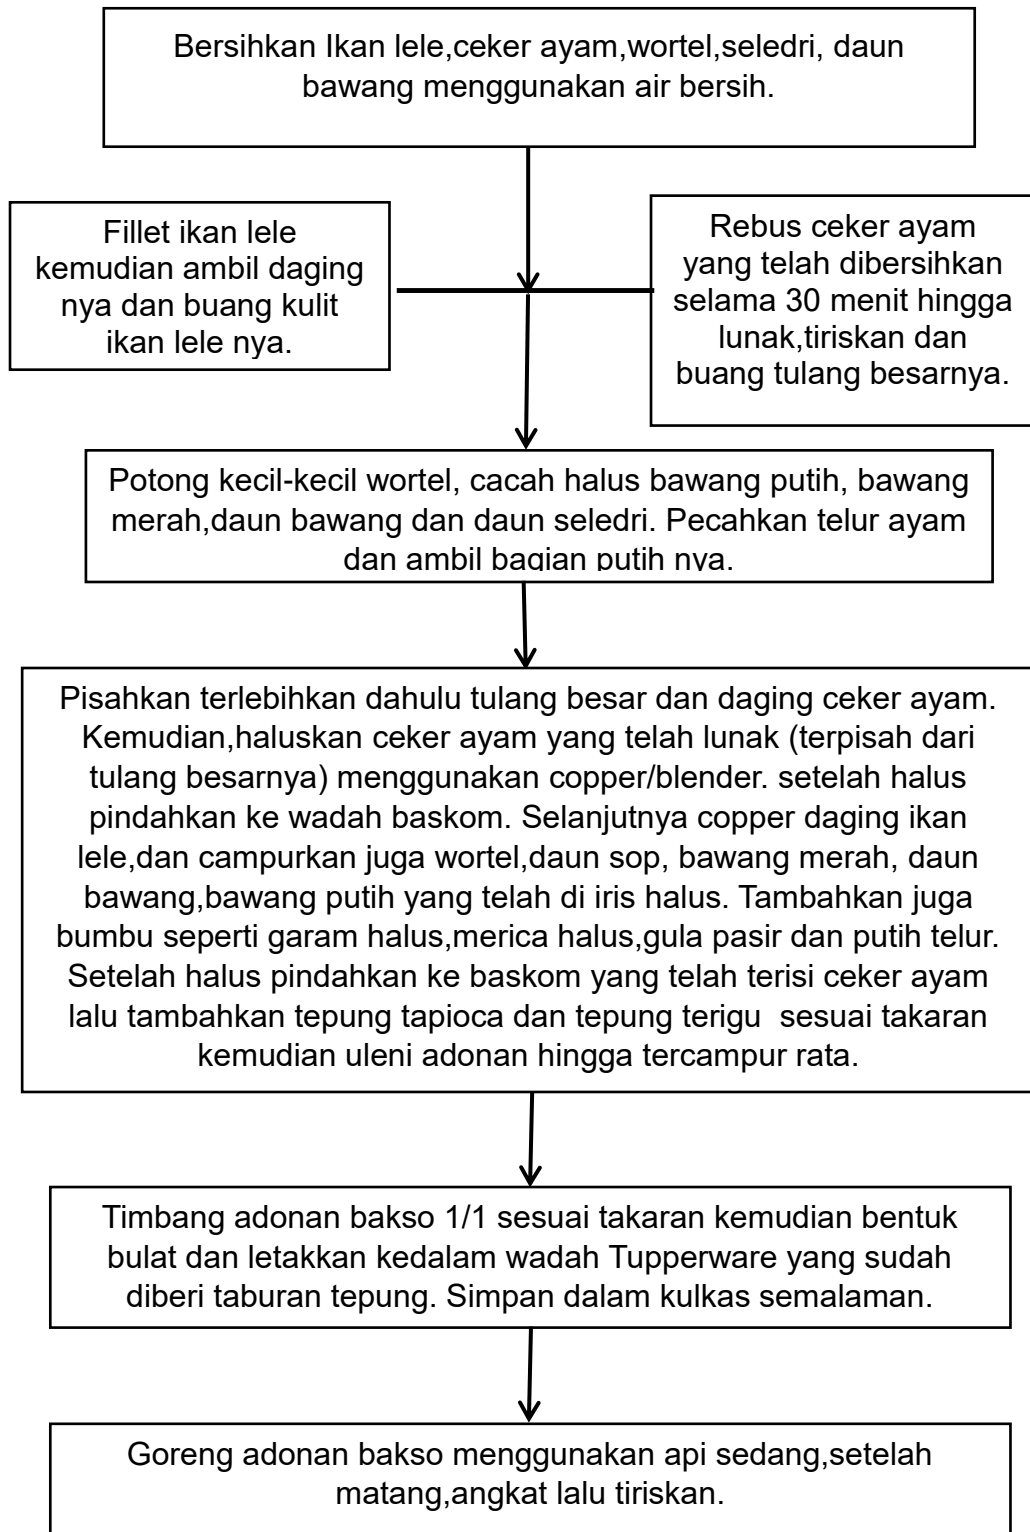 Bersihkan Ikan lele,ceker ayam,wortel,seledri, daun
bawang menggunakan air bersih.
Fillet ikan lele
kemudian ambil daging
nya dan buang kulit
ikan lele nya.
Rebus ceker ayam
yang telah dibersihkan
selama 30 menit hingga
lunak,tiriskan dan
buang tulang besarnya.
Potong kecil-kecil wortel, cacah halus bawang putih, bawang
merah,daun bawang dan daun seledri. Pecahkan telur ayam
dan ambil bagian putih nya.
Pisahkan terlebihkan dahulu tulang besar dan daging ceker ayam.
Kemudian,haluskan ceker ayam yang telah lunak (terpisah dari
tulang besarnya) menggunakan copper/blender. setelah halus
pindahkan ke wadah baskom. Selanjutnya copper daging ikan
lele,dan campurkan juga wortel,daun sop, bawang merah, daun
bawang,bawang putih yang telah di iris halus. Tambahkan juga
bumbu seperti garam halus,merica halus,gula pasir dan putih telur.
Setelah halus pindahkan ke baskom yang telah terisi ceker ayam
lalu tambahkan tepung tapioca dan tepung terigu  sesuai takaran
kemudian uleni adonan hingga tercampur rata.
Timbang adonan bakso 1/1 sesuai takaran kemudian bentuk
bulat dan letakkan kedalam wadah Tupperware yang sudah
diberi taburan tepung. Simpan dalam kulkas semalaman.
Goreng adonan bakso menggunakan api sedang,setelah
matang,angkat lalu tiriskan.